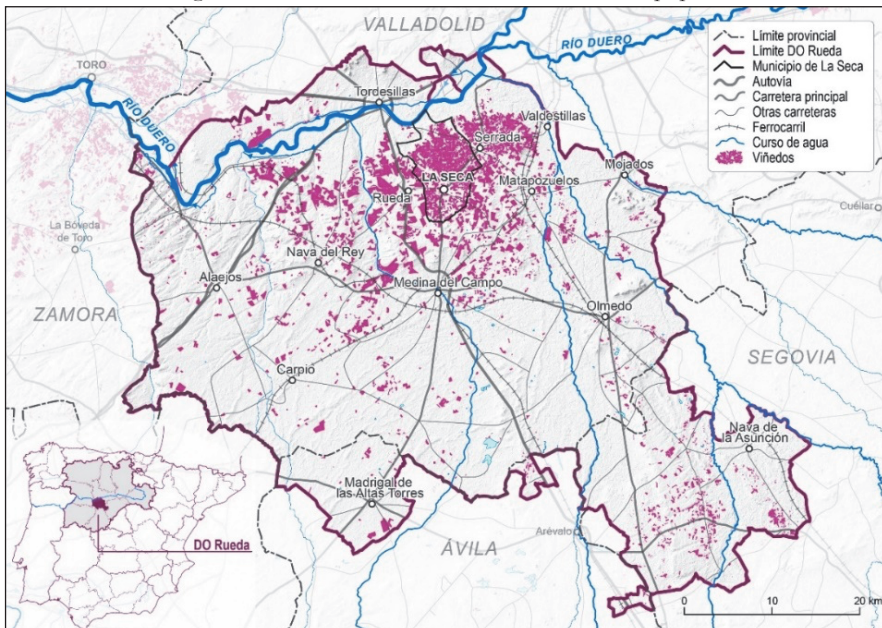 VALLADOLID
RÍO DUERO
TORO
RÍO DUERO
Tordesillas
Valdestillas
Serrada
Mojados
LA SECA
Rueda
Matapozuelos
Cuéllar
La Bóveda
de Toro
Nava del Rey
Alaejos
Medina del Campo
Olmedo
ZAMORA
SEGOVIA
Carpio
Nava de
la Asunción
Madrigal de
las Altas Torres
Arévalo
ÁVILA
DO Rueda
Límite provincial
Límite DO Rueda
Municipio de La Seca
Autovía
Carretera principal
Otras carreteras
Ferrocarril
Curso de agua
Viñedos
0 10 20 km